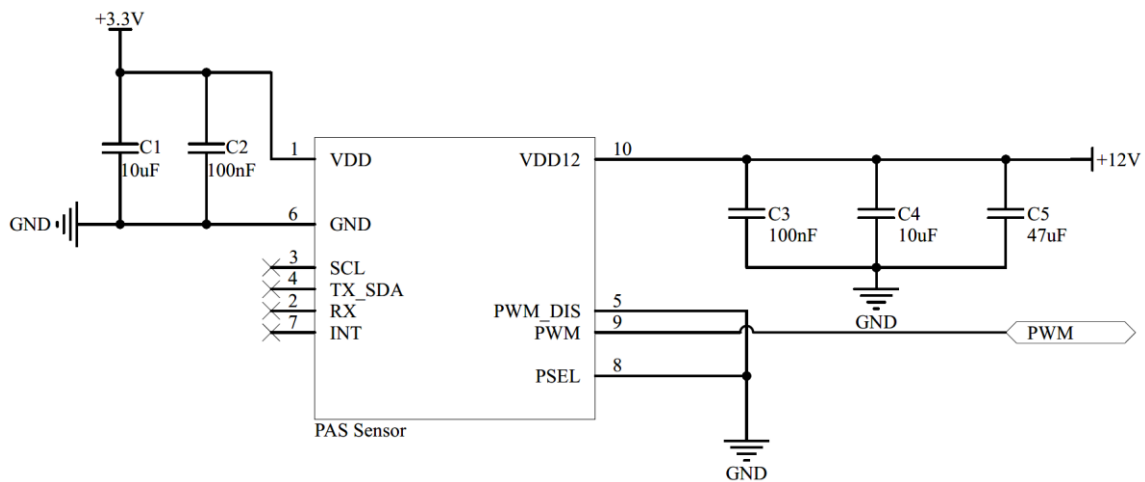 +3.3V
C1
10uF
C2
100nF
GND
1
VDD
6
GND
3
SCL
4
TX_SDA
2
RX
7
INT
VDD12
10
PWM_DIS
5
PWM
9
PSEL
8
PAS Sensor
+12V
C3
100nF
C4
10uF
C5
47uF
GND
PWM
GND